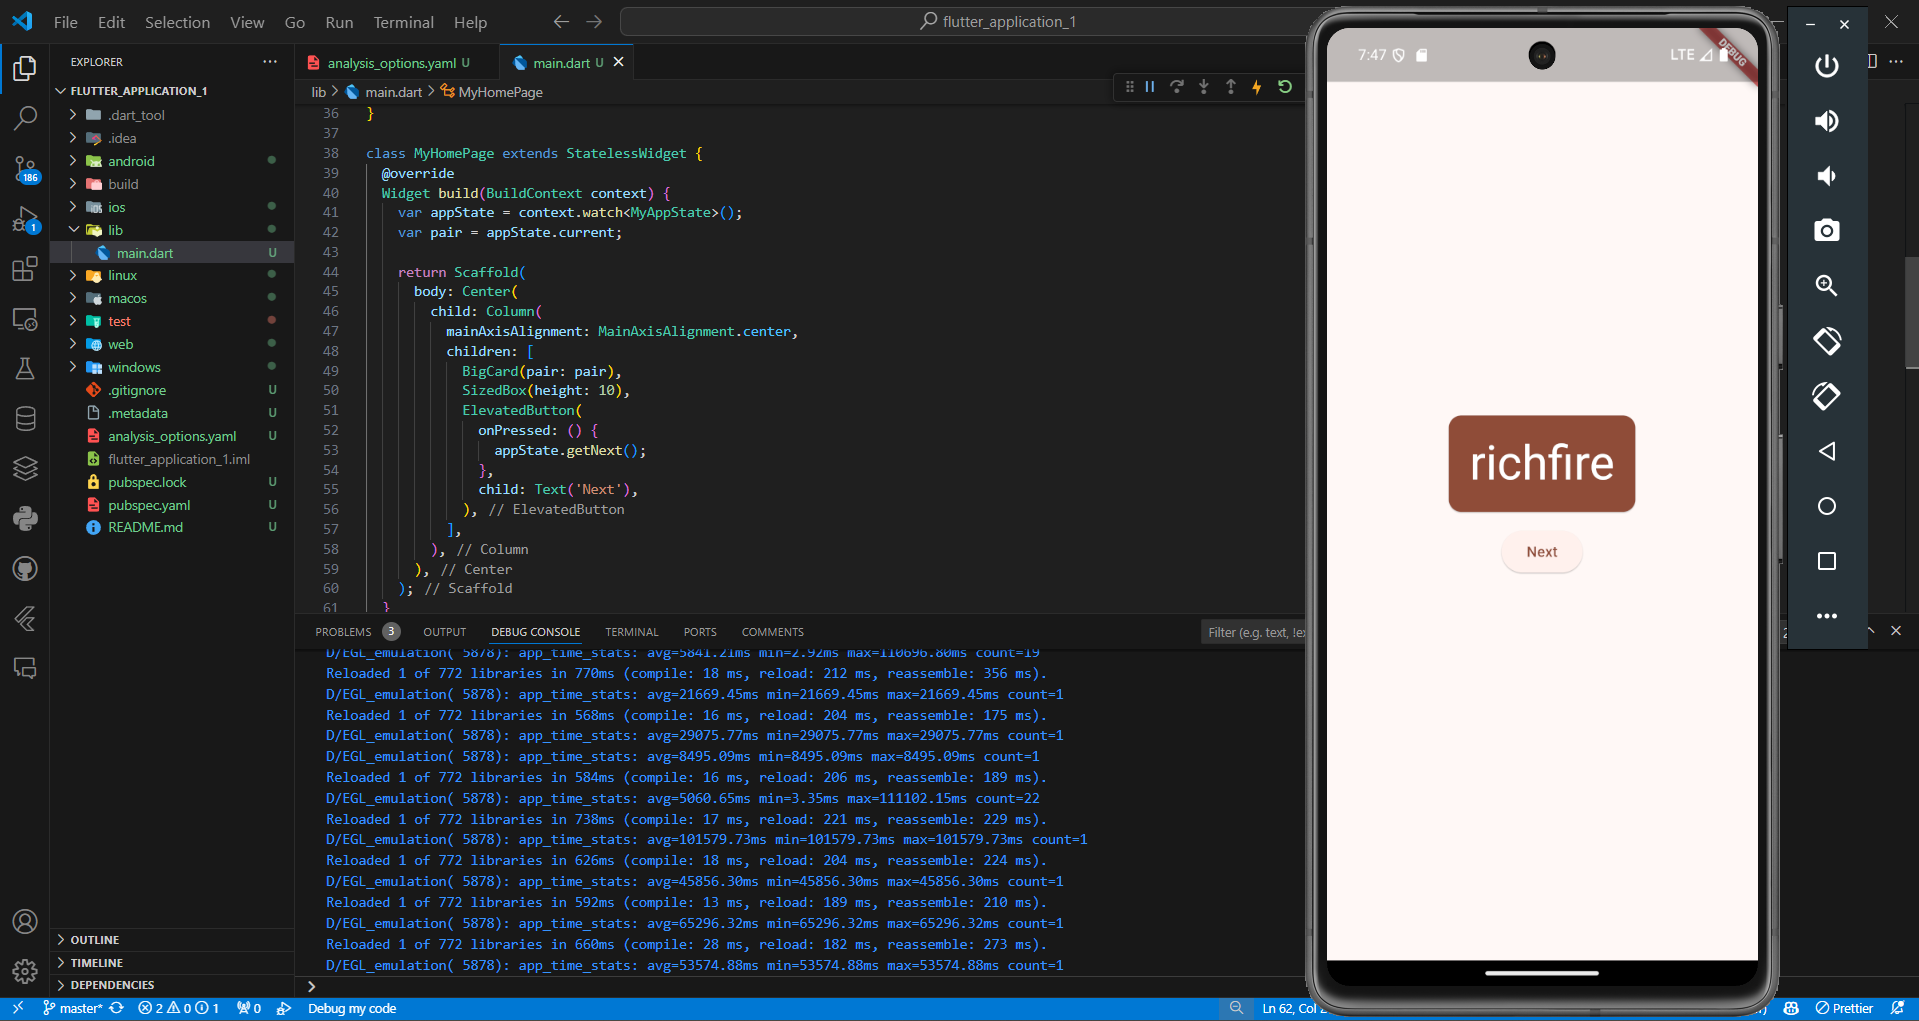 File Edit Selection View Go Run Terminal Help
flutter_application_1
EXPLORER
FLUTTER_APPLICATION_1
.dart_tool
.idea
android
build
ios
lib
main.dart U
linux
macos
test
web
windows
.gitignore U
.metadata U
analysis_options.yaml U
flutter_application_1.iml
pubspec.lock U
pubspec.yaml U
README.md U
OUTLINE
TIMELINE
DEPENDENCIES
186
1
analysis_options.yaml U
main.dart U
lib > main.dart > MyHomePage
36 }
37
38 class MyHomePage extends StatelessWidget {
39 @override
40 Widget build(BuildContext context) {
41 var appState = context.watch<MyAppState>();
42 var pair = appState.current;
43
44 return Scaffold(
45 body: Center(
46 child: Column(
47 mainAxisAlignment: MainAxisAlignment.center,
48 children: [
49 BigCard(pair: pair),
50 SizedBox(height: 10),
51 ElevatedButton(
52 onPressed: () {
53 appState.getNext();
54 },
55 child: Text('Next'),
56 ), // ElevatedButton
57 ],
58 ), // Column
59 ), // Center
60 ); // Scaffold
61 }
PROBLEMS 3 OUTPUT DEBUG CONSOLE TERMINAL PORTS COMMENTS
Filter (e.g. text, !ex
D/EGL_emulation( 5878): app_time_stats: avg=5841.21ms min=2.92ms max=110696.80ms count=19
Reloaded 1 of 772 libraries in 770ms (compile: 18 ms, reload: 212 ms, reassemble: 356 ms).
D/EGL_emulation( 5878): app_time_stats: avg=21669.45ms min=21669.45ms max=21669.45ms count=1
Reloaded 1 of 772 libraries in 568ms (compile: 16 ms, reload: 204 ms, reassemble: 175 ms).
D/EGL_emulation( 5878): app_time_stats: avg=29075.77ms min=29075.77ms max=29075.77ms count=1
D/EGL_emulation( 5878): app_time_stats: avg=8495.09ms min=8495.09ms max=8495.09ms count=1
Reloaded 1 of 772 libraries in 584ms (compile: 16 ms, reload: 206 ms, reassemble: 189 ms).
D/EGL_emulation( 5878): app_time_stats: avg=5060.65ms min=3.35ms max=111102.15ms count=22
Reloaded 1 of 772 libraries in 738ms (compile: 17 ms, reload: 221 ms, reassemble: 229 ms).
D/EGL_emulation( 5878): app_time_stats: avg=101579.73ms min=101579.73ms max=101579.73ms count=1
Reloaded 1 of 772 libraries in 626ms (compile: 18 ms, reload: 204 ms, reassemble: 224 ms).
D/EGL_emulation( 5878): app_time_stats: avg=45856.30ms min=45856.30ms max=45856.30ms count=1
Reloaded 1 of 772 libraries in 592ms (compile: 13 ms, reload: 189 ms, reassemble: 210 ms).
D/EGL_emulation( 5878): app_time_stats: avg=65296.32ms min=65296.32ms max=65296.32ms count=1
Reloaded 1 of 772 libraries in 660ms (compile: 28 ms, reload: 182 ms, reassemble: 273 ms).
D/EGL_emulation( 5878): app_time_stats: avg=53574.88ms min=53574.88ms max=53574.88ms count=1
master* 2 0 1 0 Debug my code
Ln 62, Col 2
Prettier
7:47
LTE
DEBUG
richfire
Next